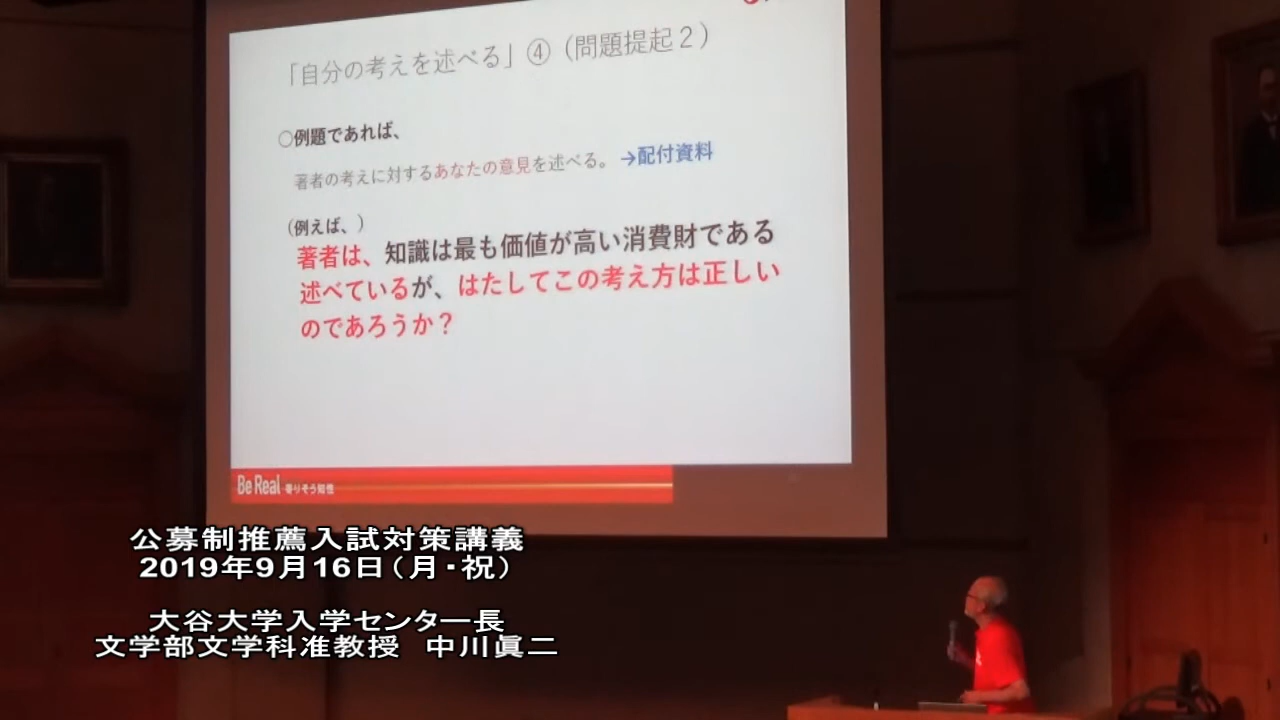 「自分の考えを述べる」④（問題提起２）
○例題であれば、
著者の考えに対するあなたの意見を述べる。 →配付資料
（例えば、）
著者は、知識は最も価値が高い消費財である
述べているが、はたしてこの考え方は正しい
のであろうか？
Be Real 寄りそう知性
公募制推薦入試対策講義
2019年9月16日（月・祝）
大谷大学入学センター長
文学部文学科准教授　中川眞二